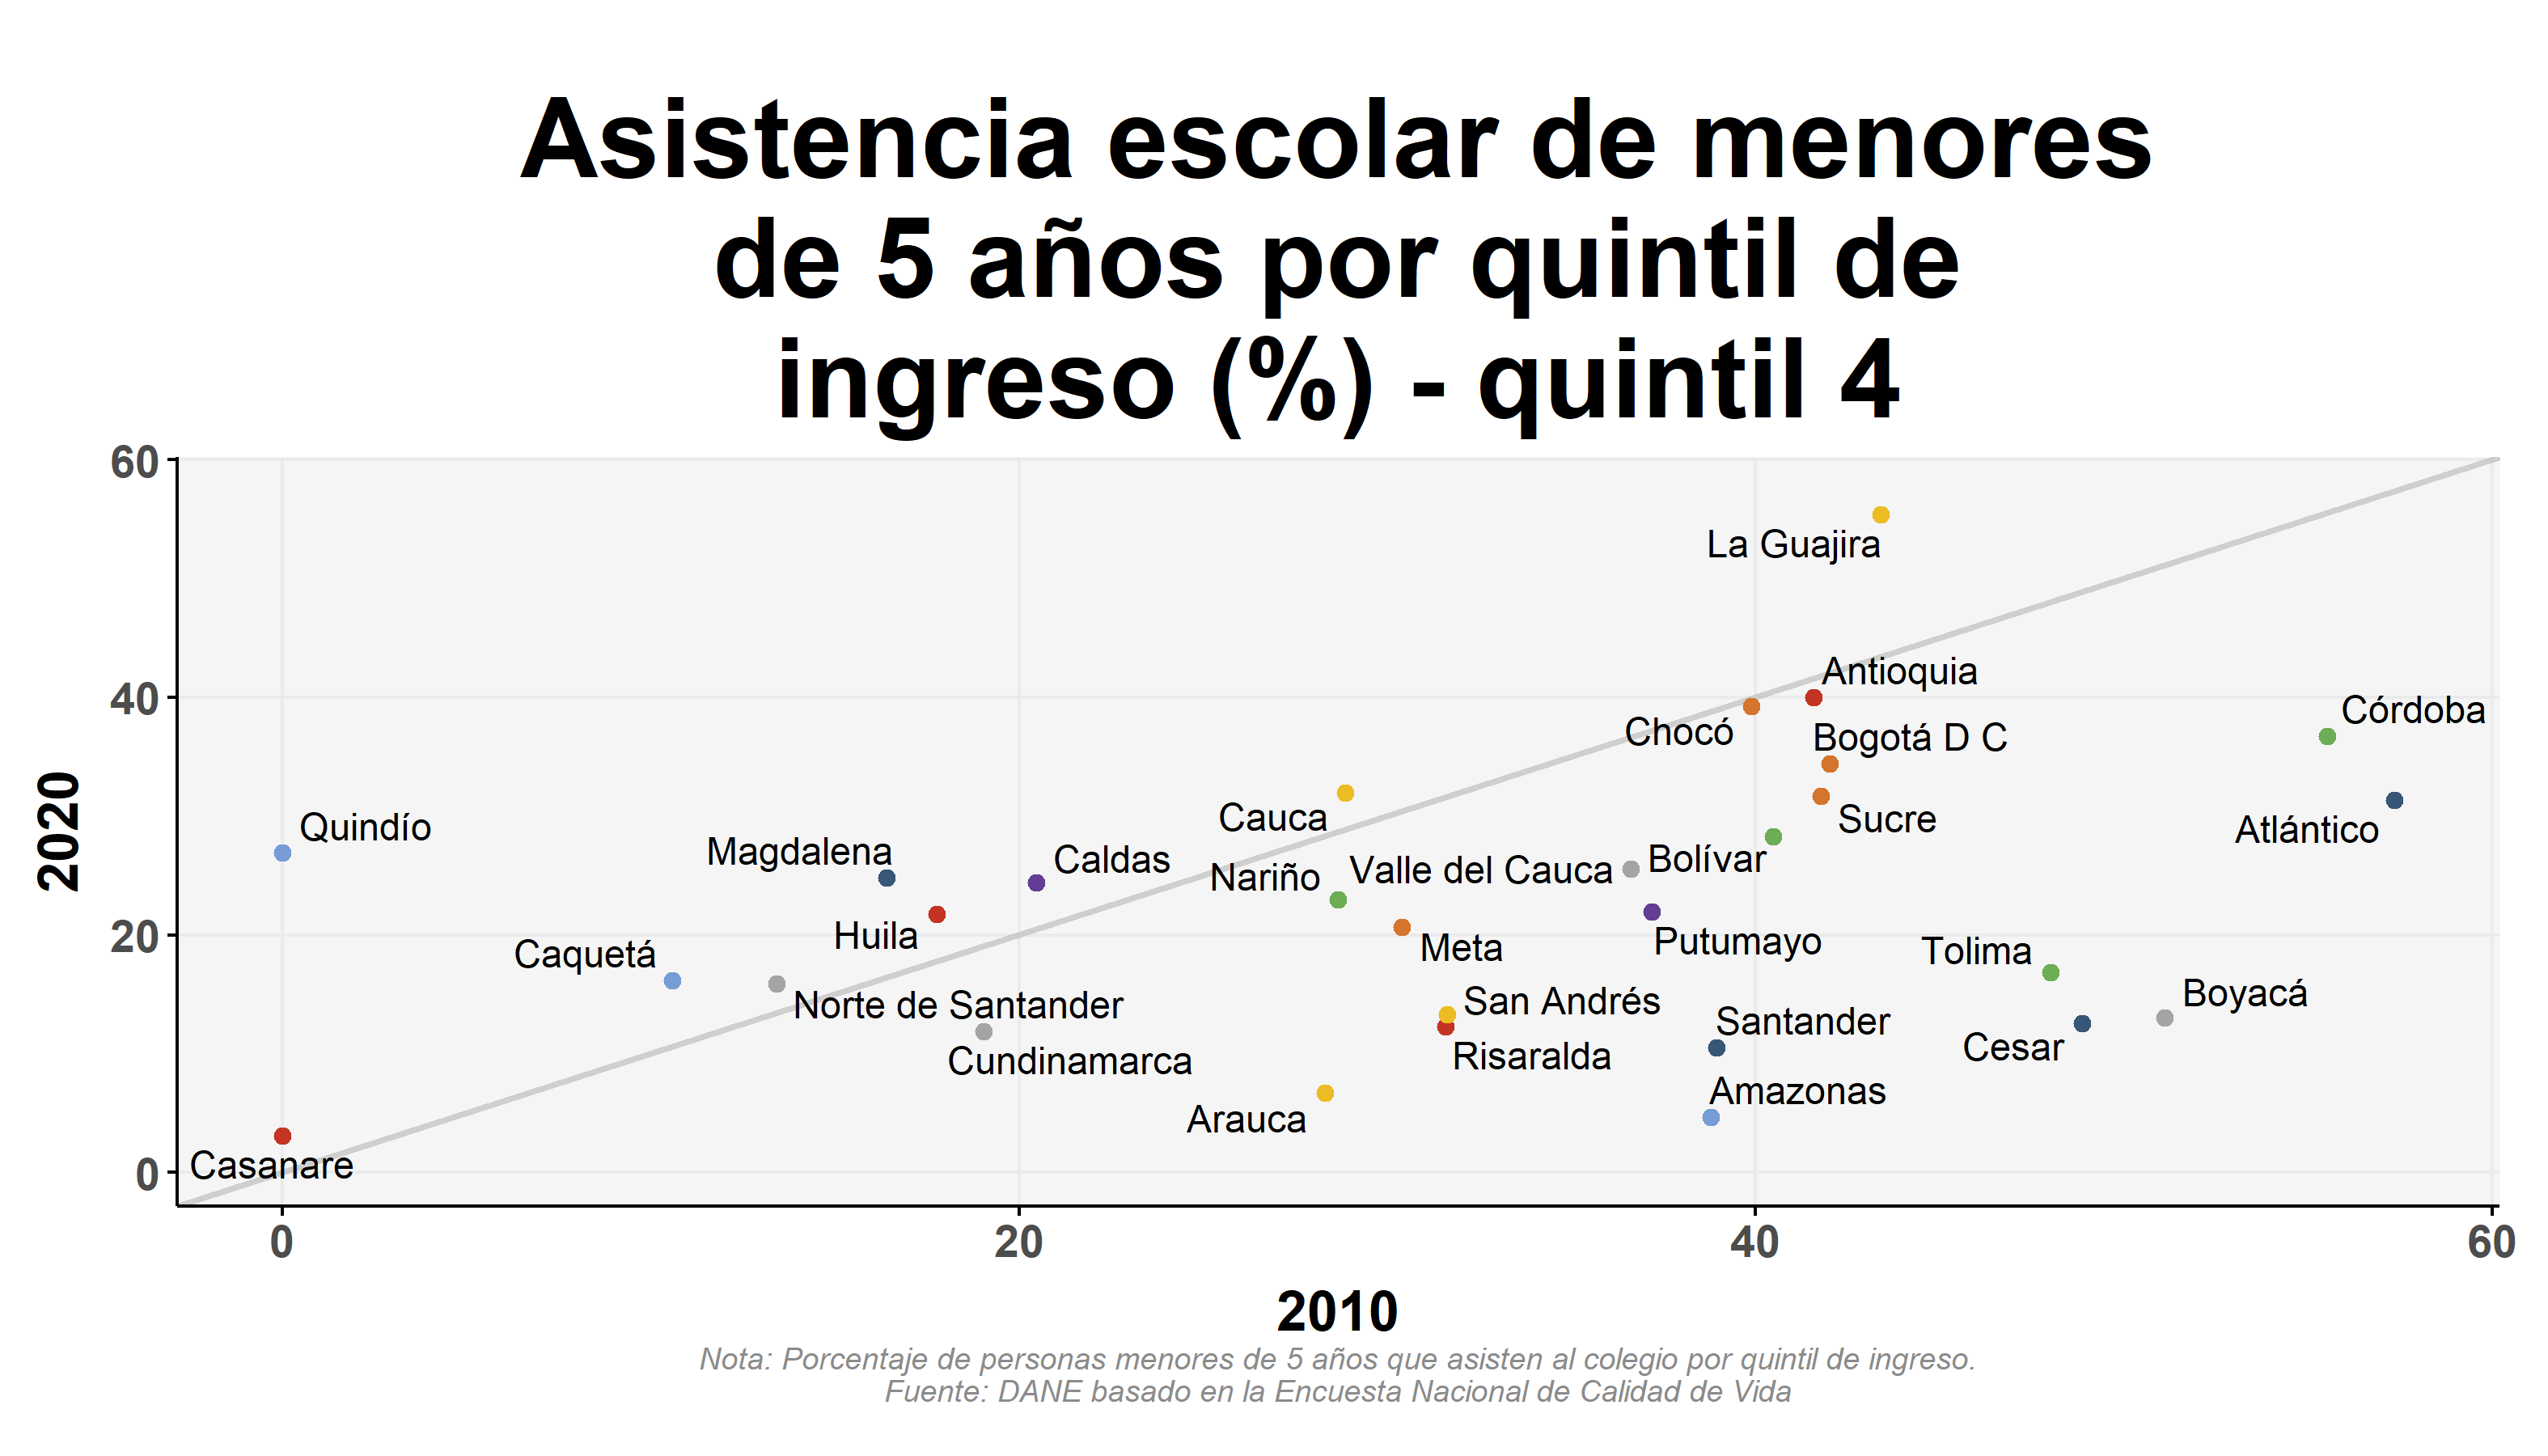 Asistencia escolar de menores
de 5 años por quintil de
ingreso (%) - quintil 4
60
La Guajira
Antioquia
40
Córdoba
Chocó
Bogotá D C
2020
Cauca
Sucre
Quindío
Atlántico
Magdalena
Caldas
Bolívar
Valle del Cauca
Nariño
20
Huila
Putumayo
Meta
Tolima
Caquetá
Boyacá
San Andrés
Norte de Santander
Santander
Cesar
Risaralda
Cundinamarca
Amazonas
Arauca
Casanare
0
0
20
40
60
2010
Nota: Porcentaje de personas menores de 5 años que asisten al colegio por quintil de ingreso.
Fuente: DANE basado en la Encuesta Nacional de Calidad de Vida